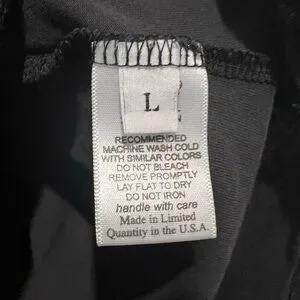 L
RECOMMENDED
MACHINE WASH COLD
WITH SIMILAR COLORS
DO NOT BLEACH
REMOVE PROMPTLY
LAY FLAT TO DRY
DO NOT IRON
handle with care
Made in Limited
Quantity in the U.S.A.